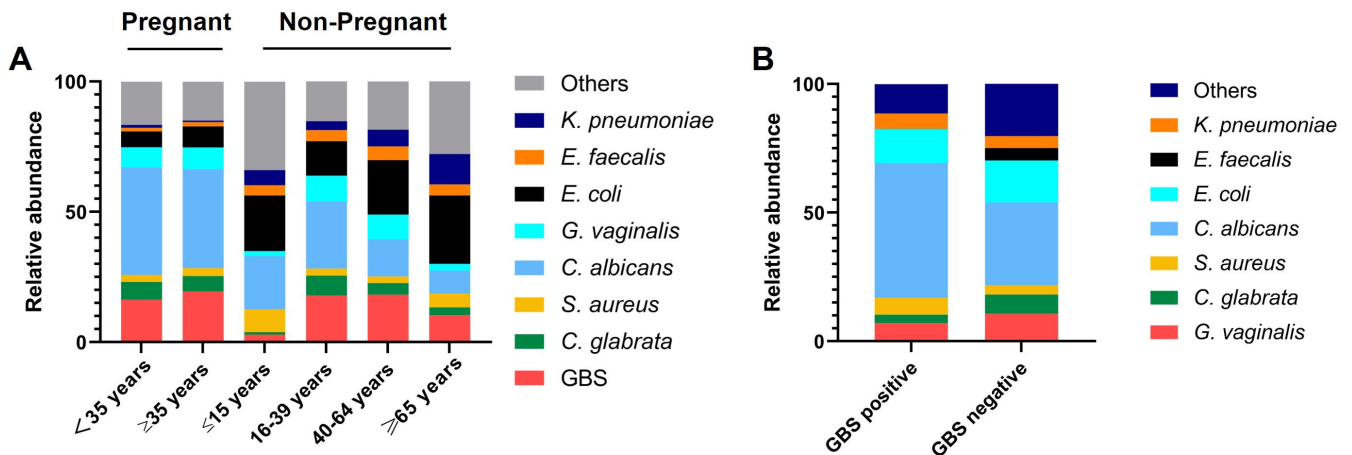 Pregnant
Non-Pregnant
A
Relative abundance
100
50
0
<35 years
≥35 years
≤15 years
16-39 years
40-64 years
⩾65 years
Others
K. pneumoniae
E. faecalis
E. coli
G. vaginalis
C. albicans
S. aureus
C. glabrata
GBS
B
Relative abundance
100
50
0
GBS positive
GBS negative
Others
K. pneumoniae
E. faecalis
E. coli
C. albicans
S. aureus
C. glabrata
G. vaginalis